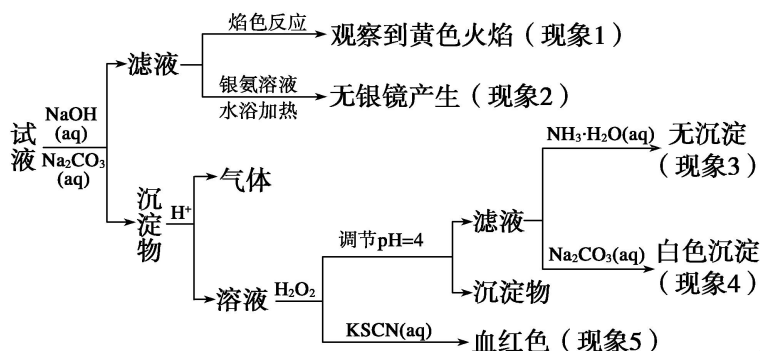 焰色反应
观察到黄色火焰（现象1）
滤液
银氨溶液
水浴加热
无银镜产生（现象2）
试液
NaOH
(aq)
Na₂CO₃
(aq)
沉淀物
H⁺
气体
溶液
H₂O₂
调节pH=4
滤液
NH₃·H₂O(aq)
无沉淀
（现象3）
Na₂CO₃(aq)
白色沉淀
（现象4）
沉淀物
KSCN(aq)
血红色（现象5）